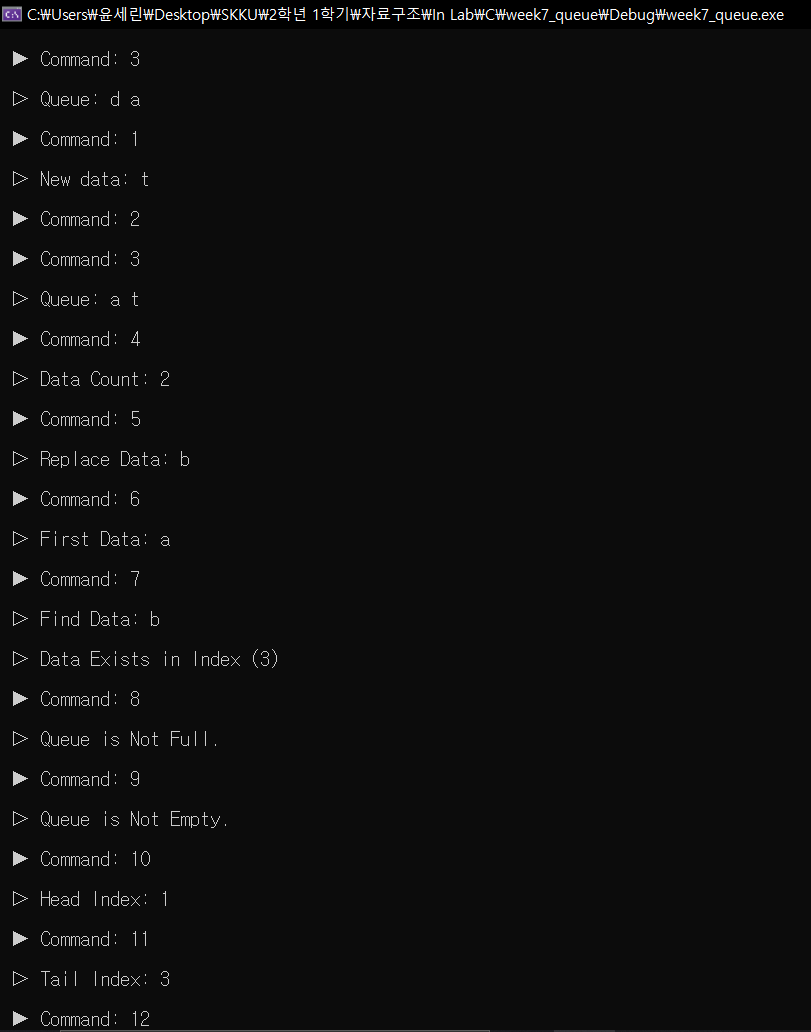 C:₩Users₩윤세린₩Desktop₩SKKU₩2학년 1학기₩자료구조₩In Lab₩C₩week7_queue₩Debug₩week7_queue.exe
▶ Command: 3
▷ Queue: d a
▶ Command: 1
▷ New data: t
▶ Command: 2
▶ Command: 3
▷ Queue: a t
▶ Command: 4
▷ Data Count: 2
▶ Command: 5
▷ Replace Data: b
▶ Command: 6
▷ First Data: a
▶ Command: 7
▷ Find Data: b
▷ Data Exists in Index (3)
▶ Command: 8
▷ Queue is Not Full.
▶ Command: 9
▷ Queue is Not Empty.
▶ Command: 10
▷ Head Index: 1
▶ Command: 11
▷ Tail Index: 3
▶ Command: 12